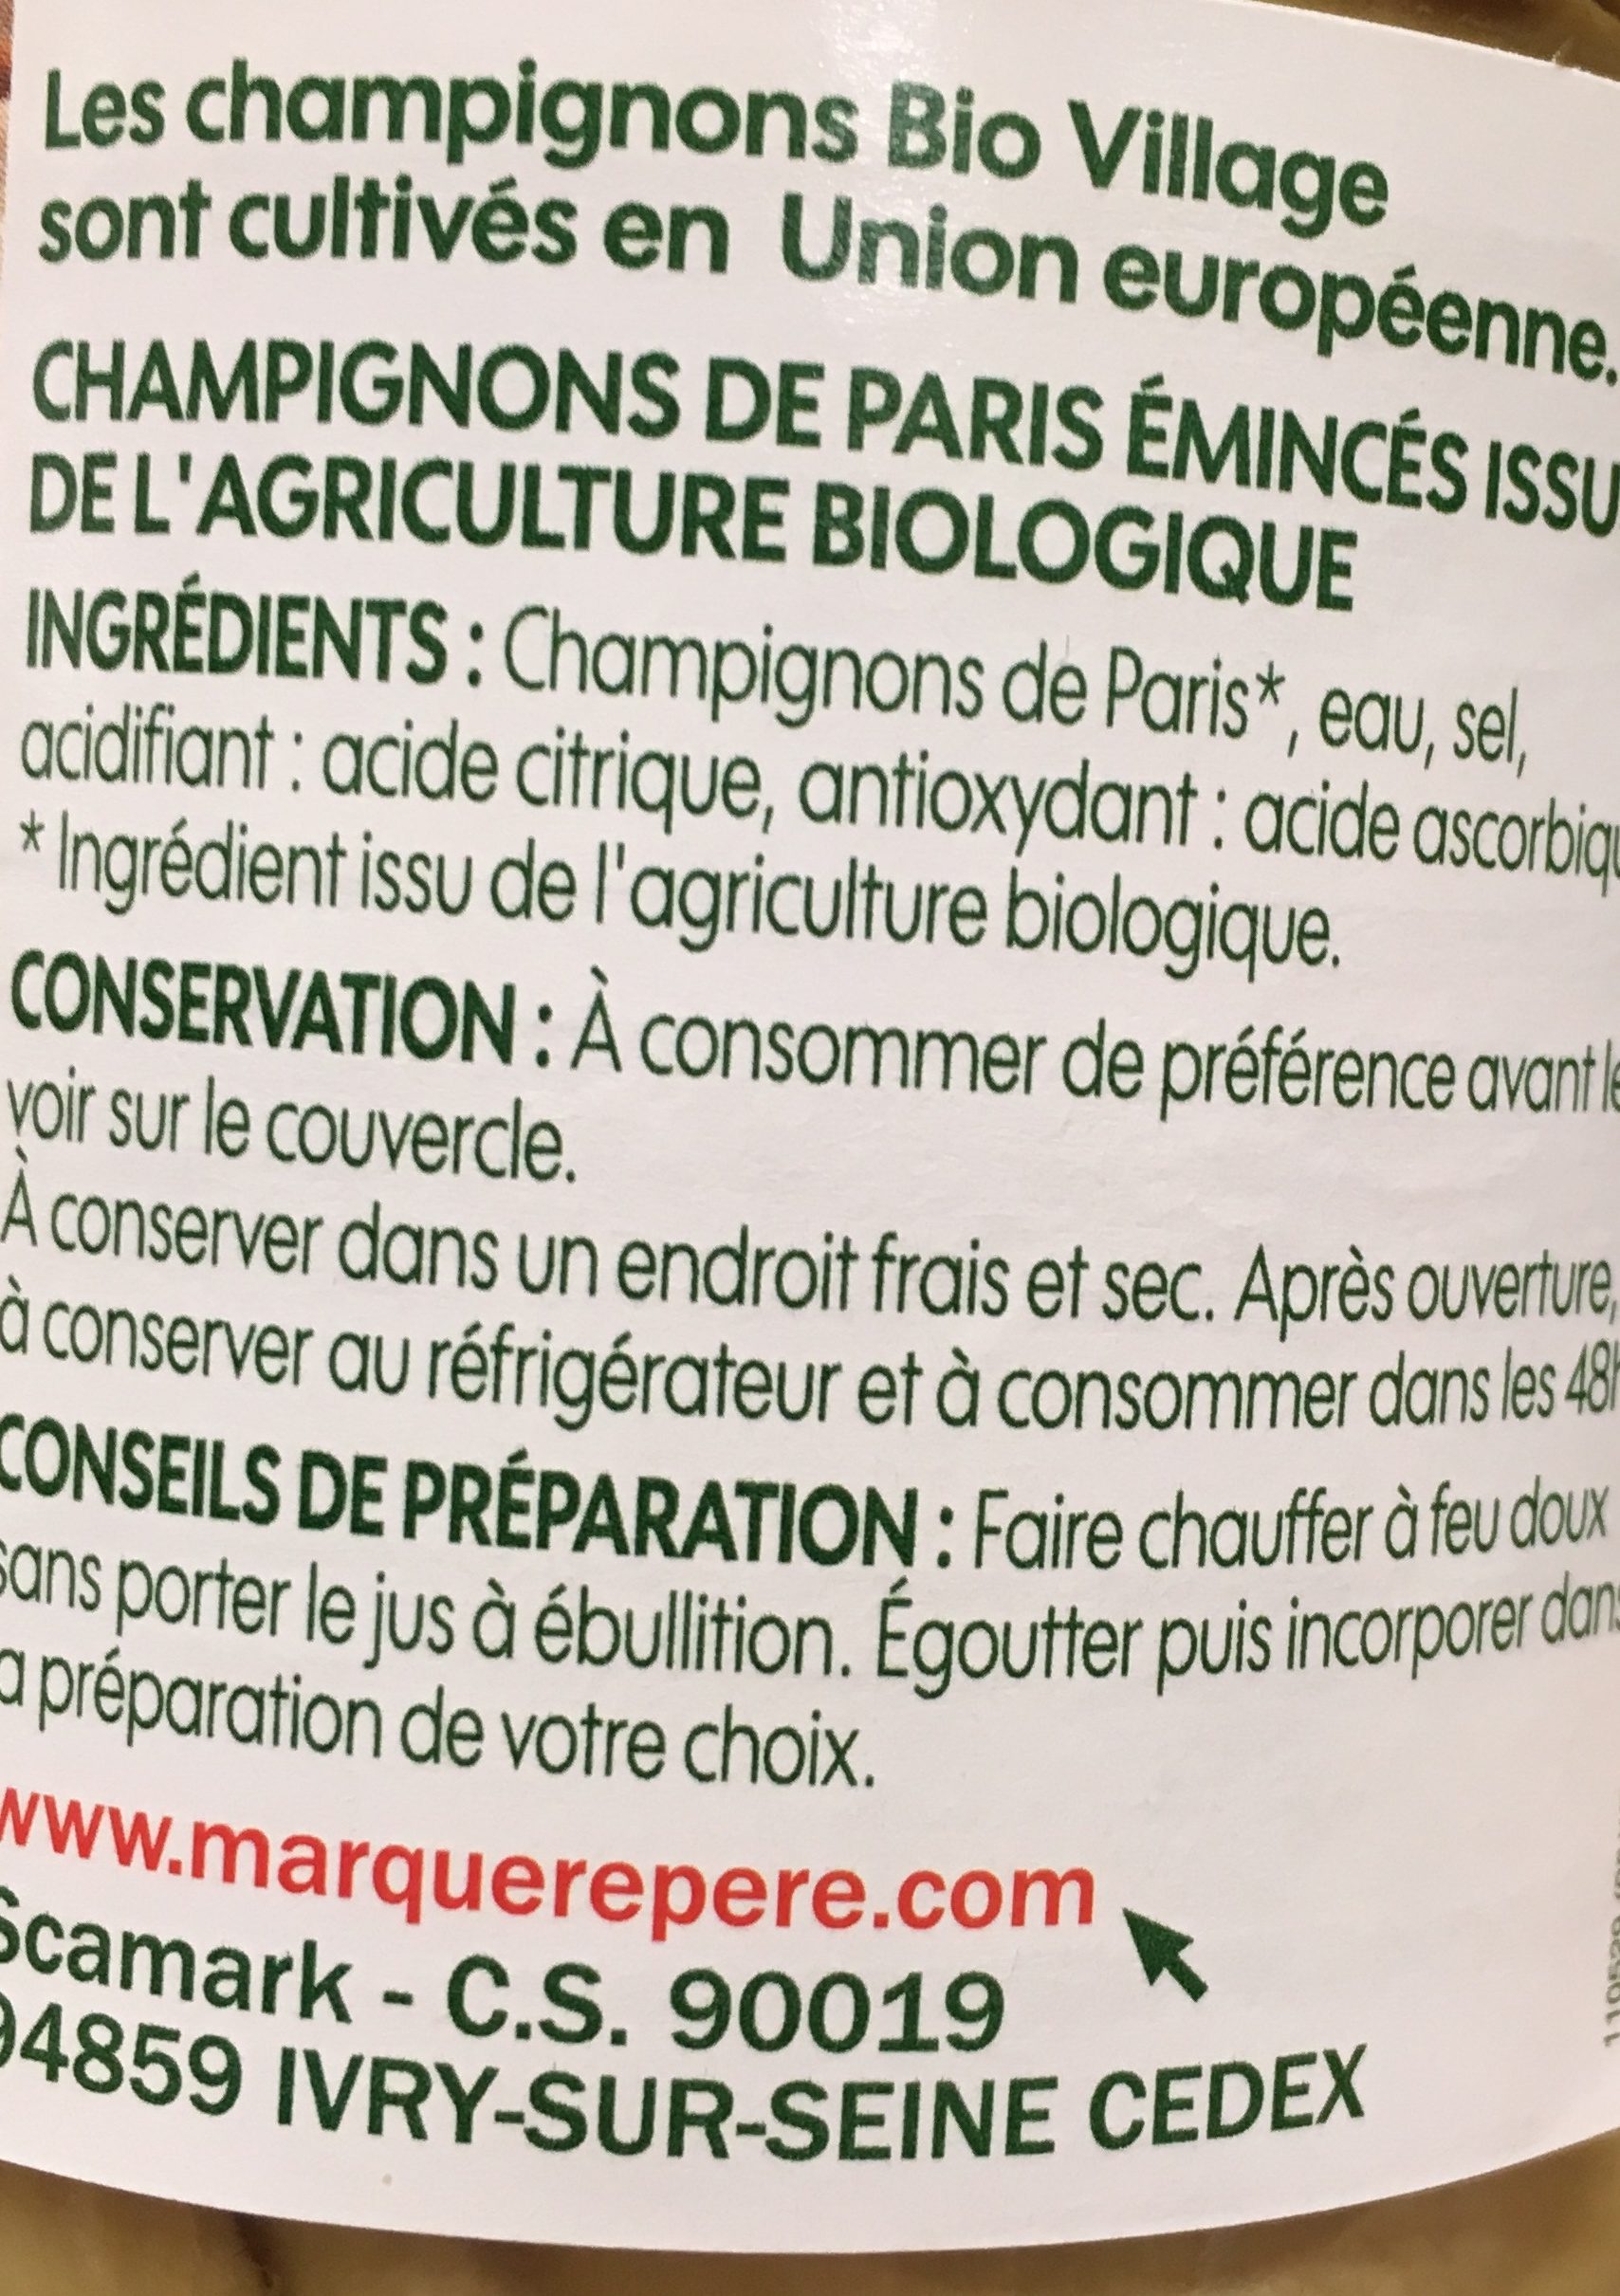 Les champignons Bio Village
sont cultivés en Union européenne.
CHAMPIGNONS DE PARIS ÉMINCÉS ISSU
DE L'AGRICULTURE BIOLOGIQUE
INGRÉDIENTS : Champignons de Paris*, eau, sel,
acidifiant : acide citrique, antioxydant : acide ascorbiqu
* Ingrédient issu de l'agriculture biologique.
CONSERVATION : À consommer de préférence avant le
voir sur le couvercle.
À conserver dans un endroit frais et sec. Après ouverture,
à conserver au réfrigérateur et à consommer dans les 48h
CONSEILS DE PRÉPARATION : Faire chauffer à feu doux
sans porter le jus à ébullition. Égoutter puis incorporer dans
a préparation de votre choix.
www.marquerepere.com
Scamark - C.S. 90019
94859 IVRY-SUR-SEINE CEDEX